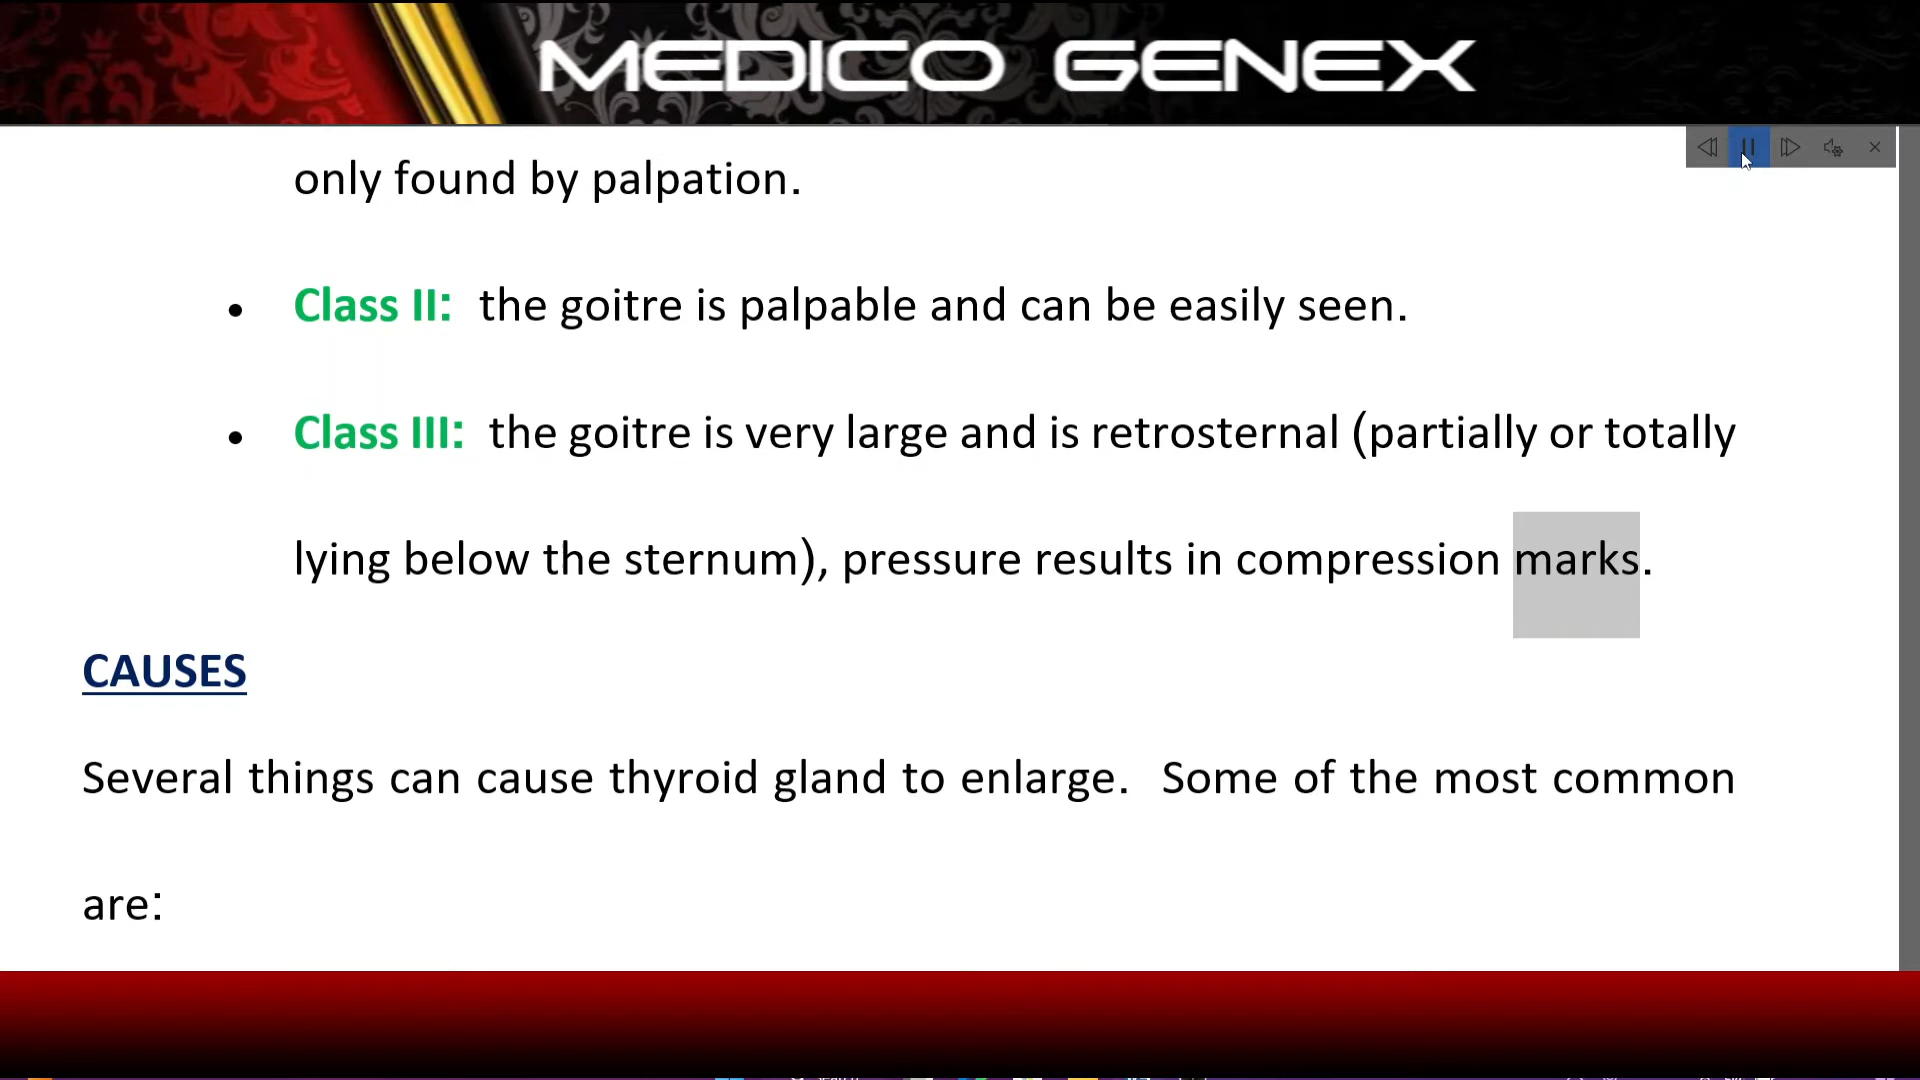 MEDICO GENEX
only found by palpation.
• Class II: the goitre is palpable and can be easily seen.
• Class III: the goitre is very large and is retrosternal (partially or totally
lying below the sternum), pressure results in compression marks.
CAUSES
Several things can cause thyroid gland to enlarge. Some of the most common
are: